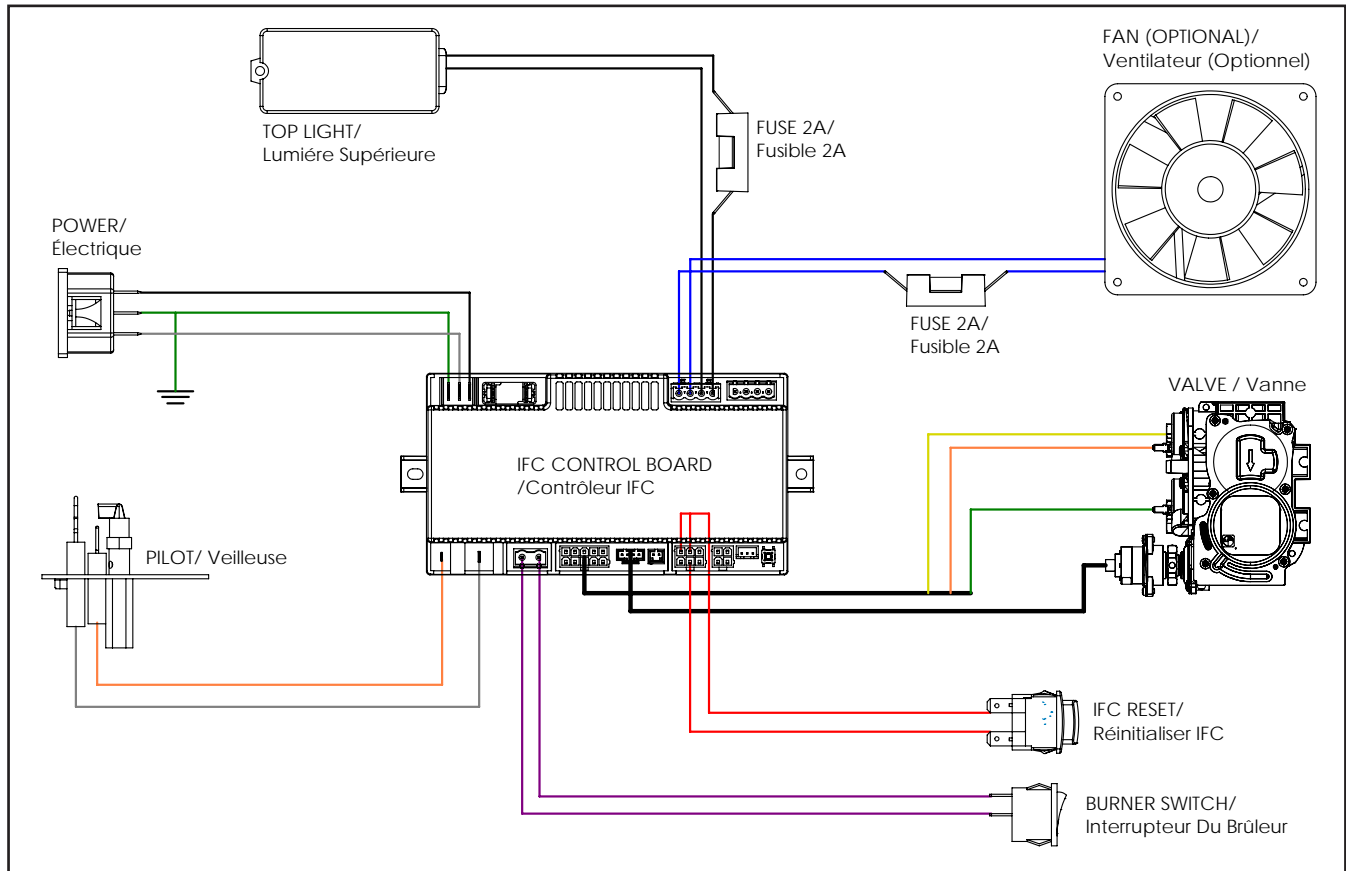 FAN (OPTIONAL)/
Ventilateur (Optionnel)
TOP LIGHT/
Lumiére Supérieure
FUSE 2A/
Fusible 2A
POWER/
Électrique
FUSE 2A/
Fusible 2A
VALVE / Vanne
IFC CONTROL BOARD
/Contrôleur IFC
PILOT/ Veilleuse
IFC RESET/
Réinitialiser IFC
BURNER SWITCH/
Interrupteur Du Brûleur